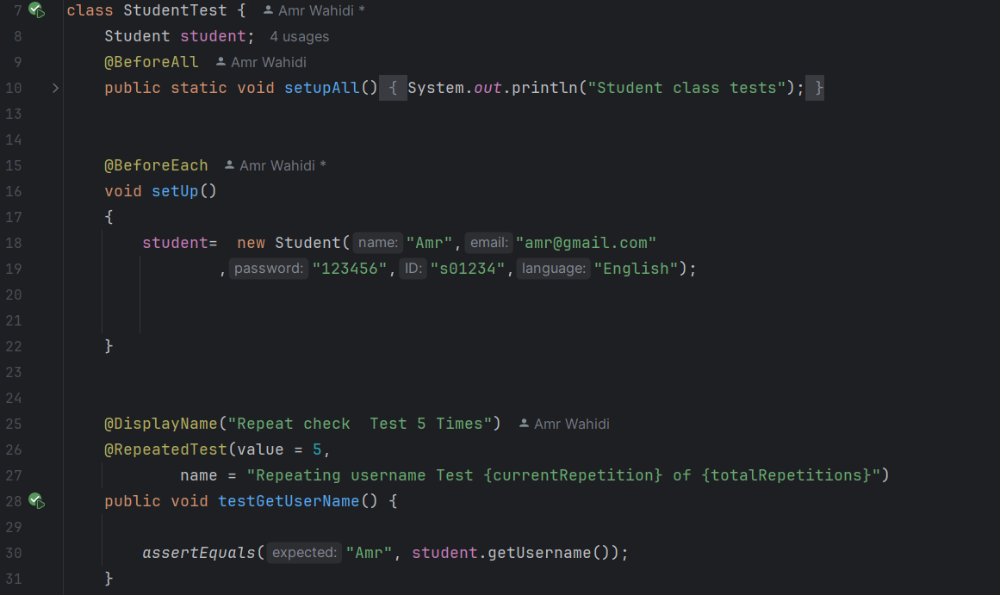 7 class StudentTest { Amr Wahidi *
8 Student student; 4 usages
9 @BeforeAll Amr Wahidi
10 public static void setupAll() { System.out.println("Student class tests"); }
13
14
15 @BeforeEach Amr Wahidi *
16 void setUp()
17 {
18 student= new Student( name: "Amr", email: "amr@gmail.com"
19 , password: "123456", ID: "s01234", language: "English");
20
21
22 }
23
24
25 @DisplayName("Repeat check  Test 5 Times") Amr Wahidi
26 @RepeatedTest(value = 5,
27 name = "Repeating username Test {currentRepetition} of {totalRepetitions}")
28 public void testGetUserName() {
29
30 assertEquals( expected: "Amr", student.getUsername());
31 }